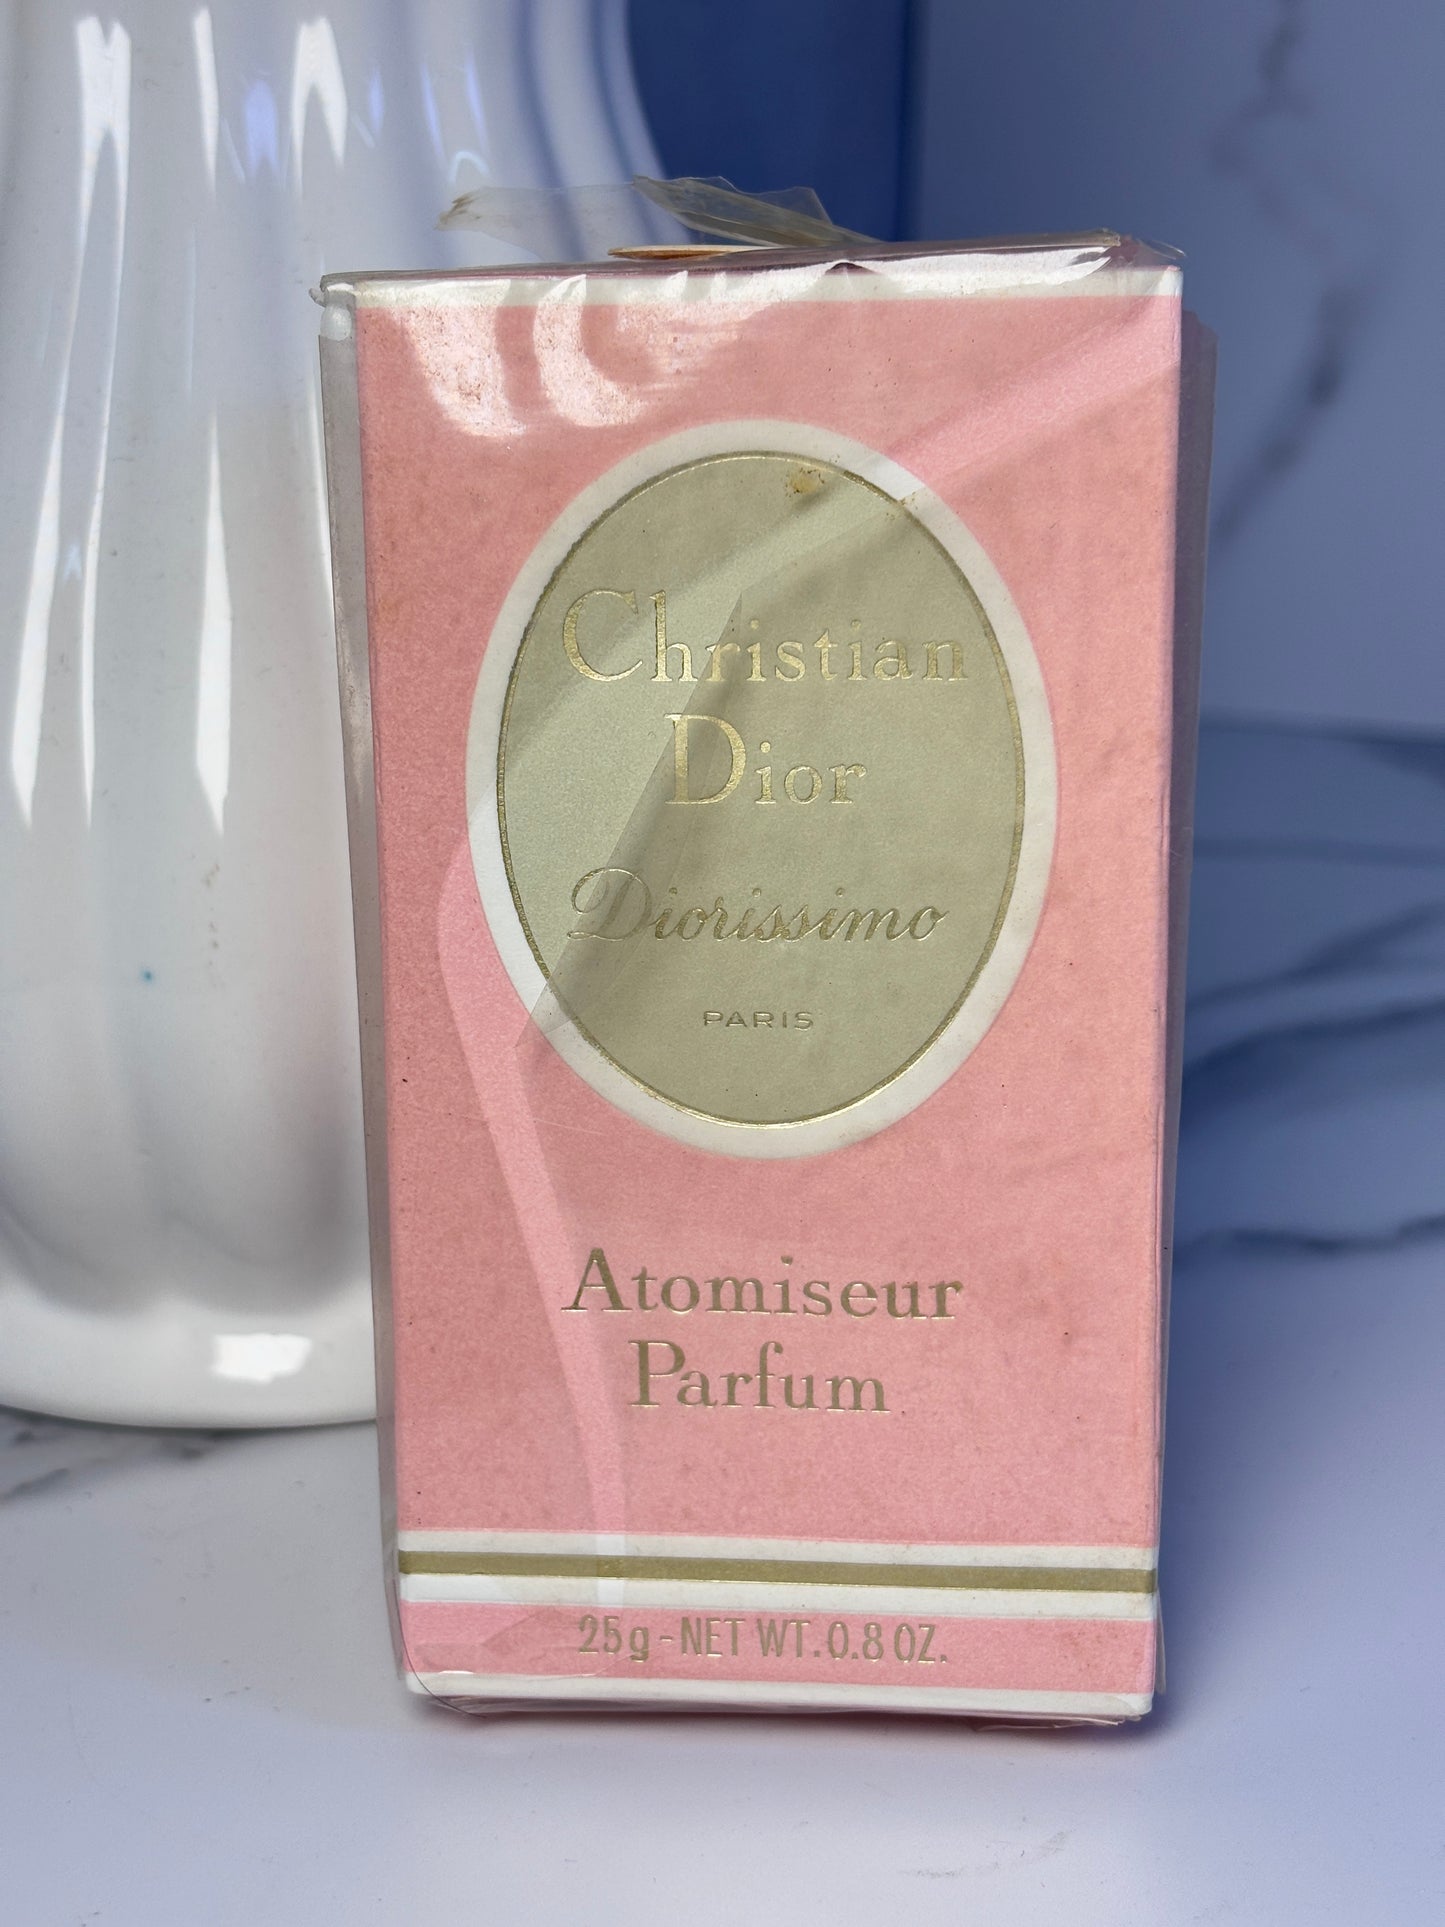 Christian
Dior
Diorissimo
PARIS
Atomiseur
Parfum
25g-NET WT.0.8 OZ.